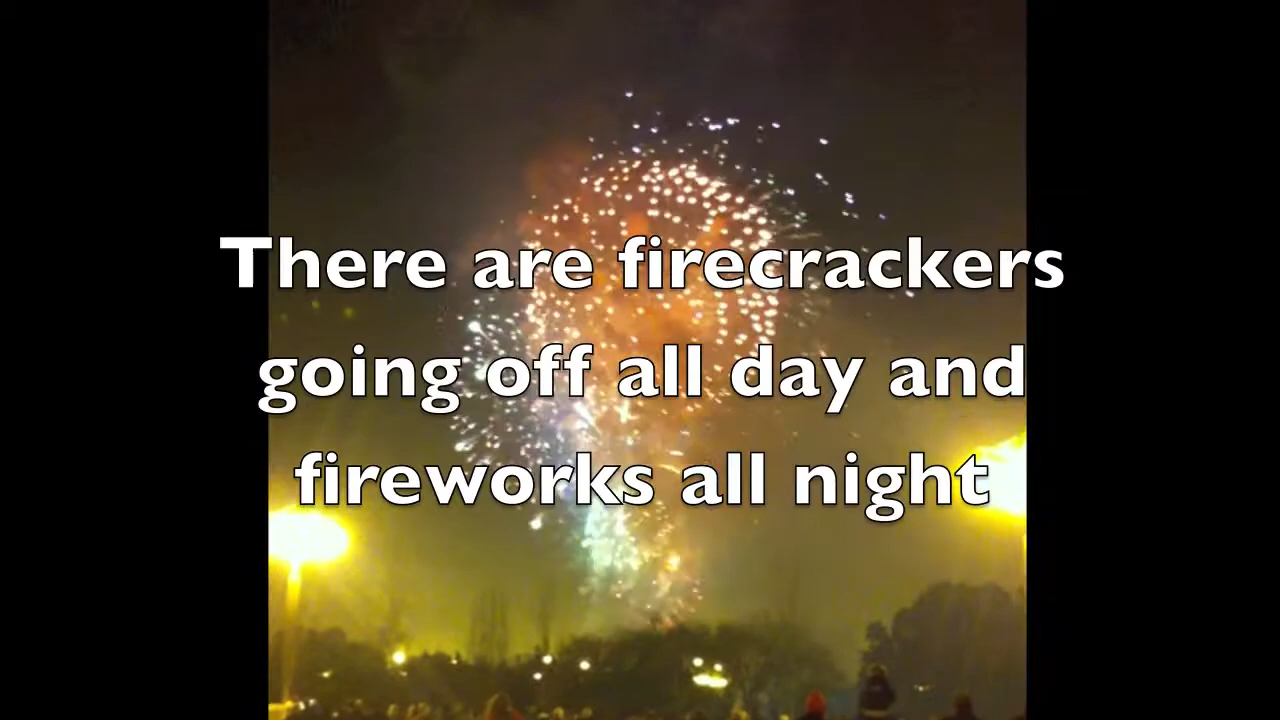 There are firecrackers
going off all day and
fireworks all night